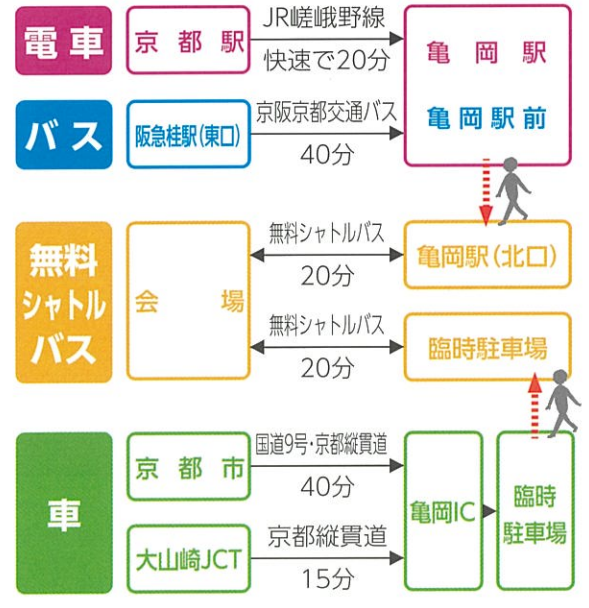 電車
京都駅
JR嵯峨野線
快速で20分
亀岡駅
バス
阪急桂駅(東口)
京阪京都交通バス
40分
亀岡駅前
無料
シャトル
バス
会場
無料シャトルバス
20分
亀岡駅(北口)
無料シャトルバス
20分
臨時駐車場
車
京都市
国道9号・京都縦貫道
40分
大山崎JCT
京都縦貫道
15分
亀岡IC
臨時
駐車場